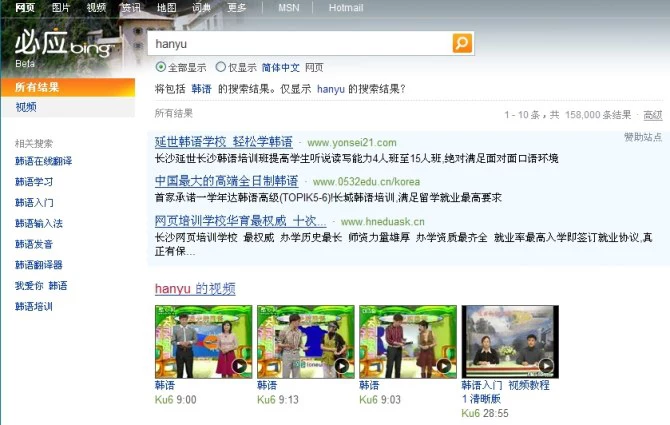 网页 图片 视频 资讯 地图 词典 更多 MSN Hotmail
必应 bing
Beta
hanyu
全部显示 仅显示 简体中文 网页
所有结果
视频
将包括 韩语 的搜索结果。仅显示 hanyu 的搜索结果?
所有结果
1 - 10 条，共 158,000 条结果 · 高级
相关搜索
韩语在线翻译
韩语学习
韩语入门
韩语输入法
韩语发音
韩语翻译器
我爱你 韩语
韩语培训
赞助站点
延世韩语学校 轻松学韩语 · www.yonsei21.com
长沙延世长沙韩语培训班提高学生听说读写能力4人班至15人班,绝对满足面对面口语环境
中国最大的高端全日制韩语 · www.0532edu.cn/korea
首家承诺一学年达韩语高级(TOPIK5-6)!长城韩语培训,满足留学就业最高要求
网页培训学校华育最权威 十次... · www.hneduask.cn
长沙网页培训学校 最权威 办学历史最长 师资力量雄厚 办学资质最齐全 就业率最高入学即签订就业协议,真
正有保...
hanyu 的视频
韩语
Ku6 9:00
韩语
Ku6 9:13
韩语
Ku6 9:03
韩语入门 视频教程
1 清晰版
Ku6 28:55